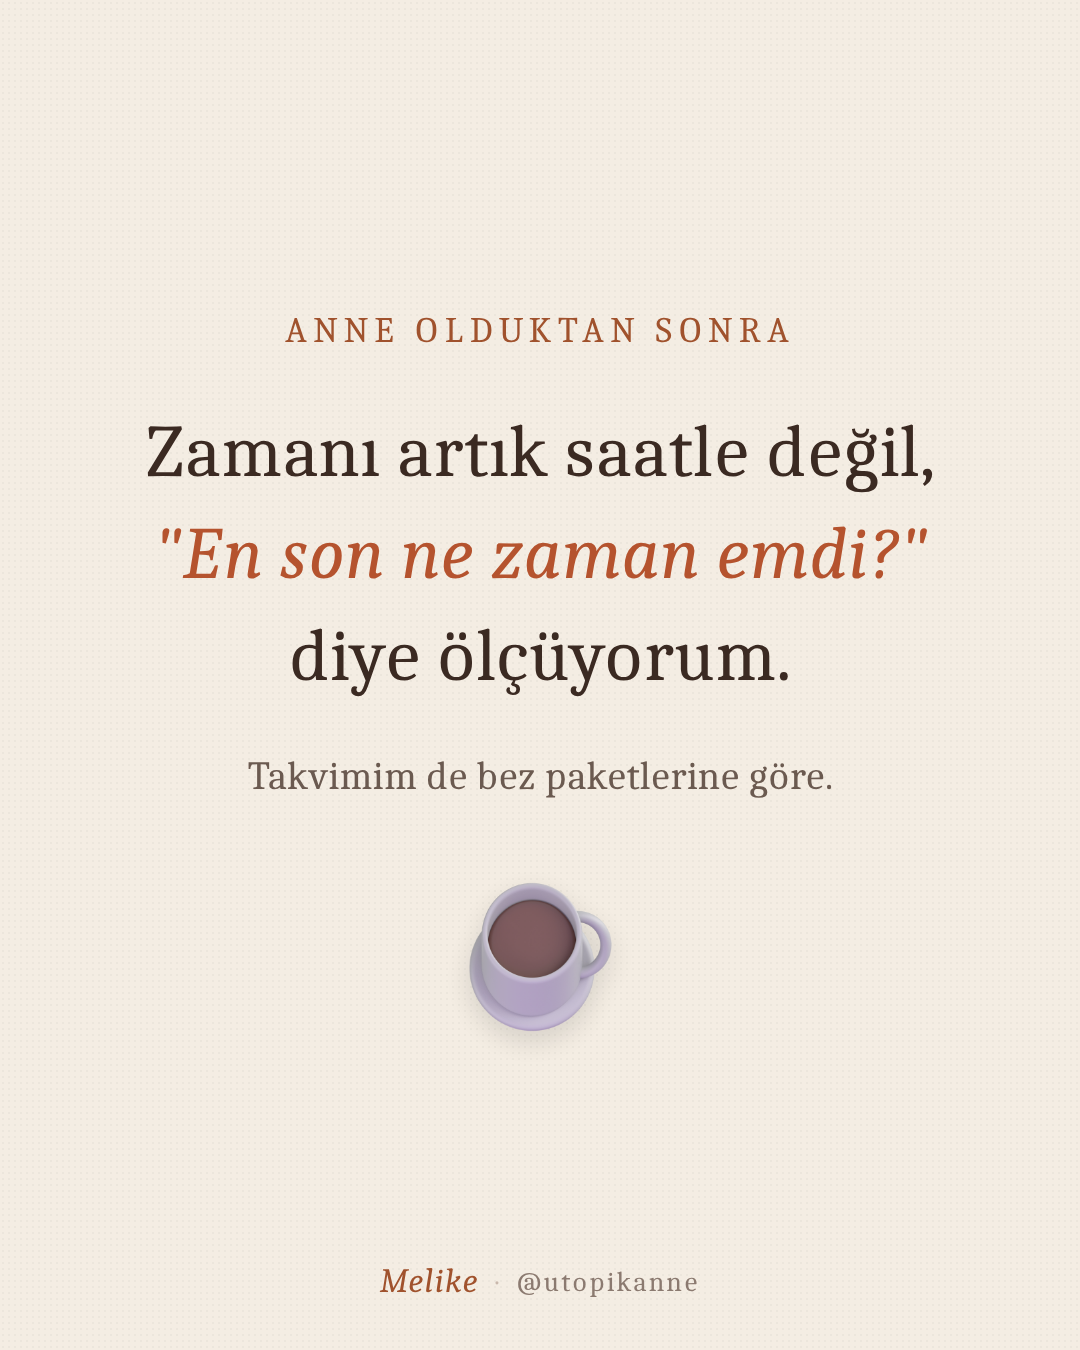 ANNE OLDUKTAN SONRA
Zamanı artık saatle değil,
"En son ne zaman emdi?"
diye ölçüyorum.
Takvimim de bez paketlerine göre.
Melike · @utopikanne